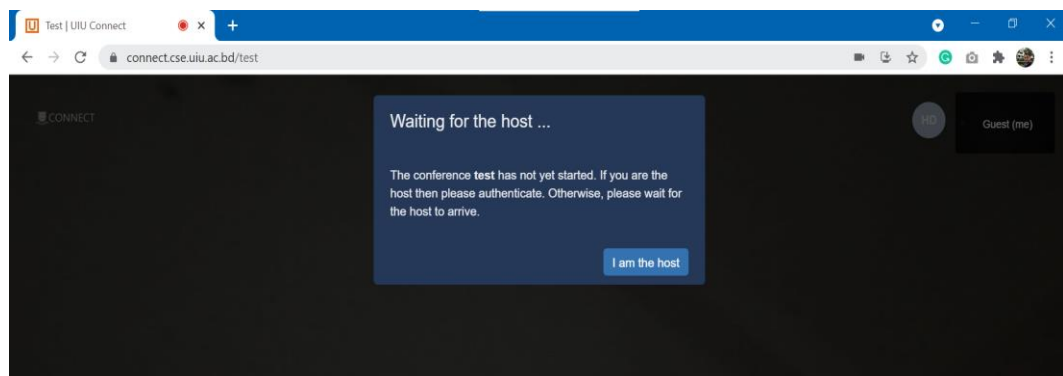 Test | UIU Connect
connect.cse.uiu.ac.bd/test
CONNECT
Waiting for the host ...
HD
Guest (me)
The conference test has not yet started. If you are the
host then please authenticate. Otherwise, please wait for
the host to arrive.
I am the host